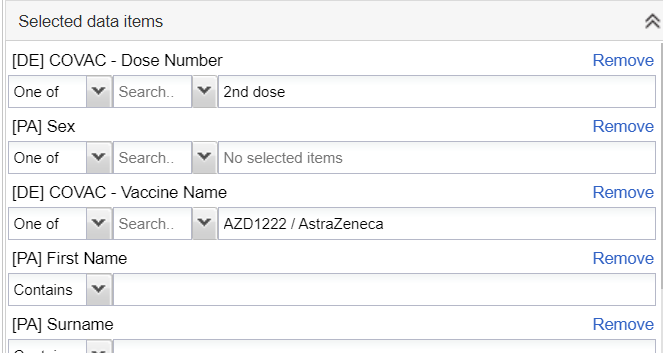 Selected data items
[DE] COVAC - Dose Number Remove
One of Search.. 2nd dose
[PA] Sex Remove
One of Search.. No selected items
[DE] COVAC - Vaccine Name Remove
One of Search.. AZD1222 / AstraZeneca
[PA] First Name Remove
Contains
[PA] Surname Remove